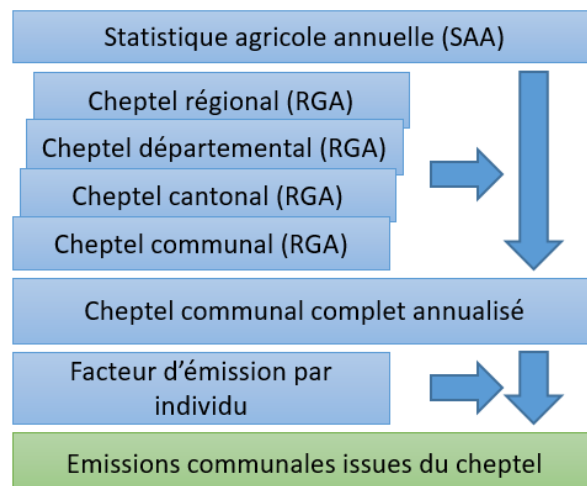 Statistique agricole annuelle (SAA)
Cheptel régional (RGA)
Cheptel départemental (RGA)
Cheptel cantonal (RGA)
Cheptel communal (RGA)
Cheptel communal complet annualisé
Facteur d'émission par
individu
Emissions communales issues du cheptel